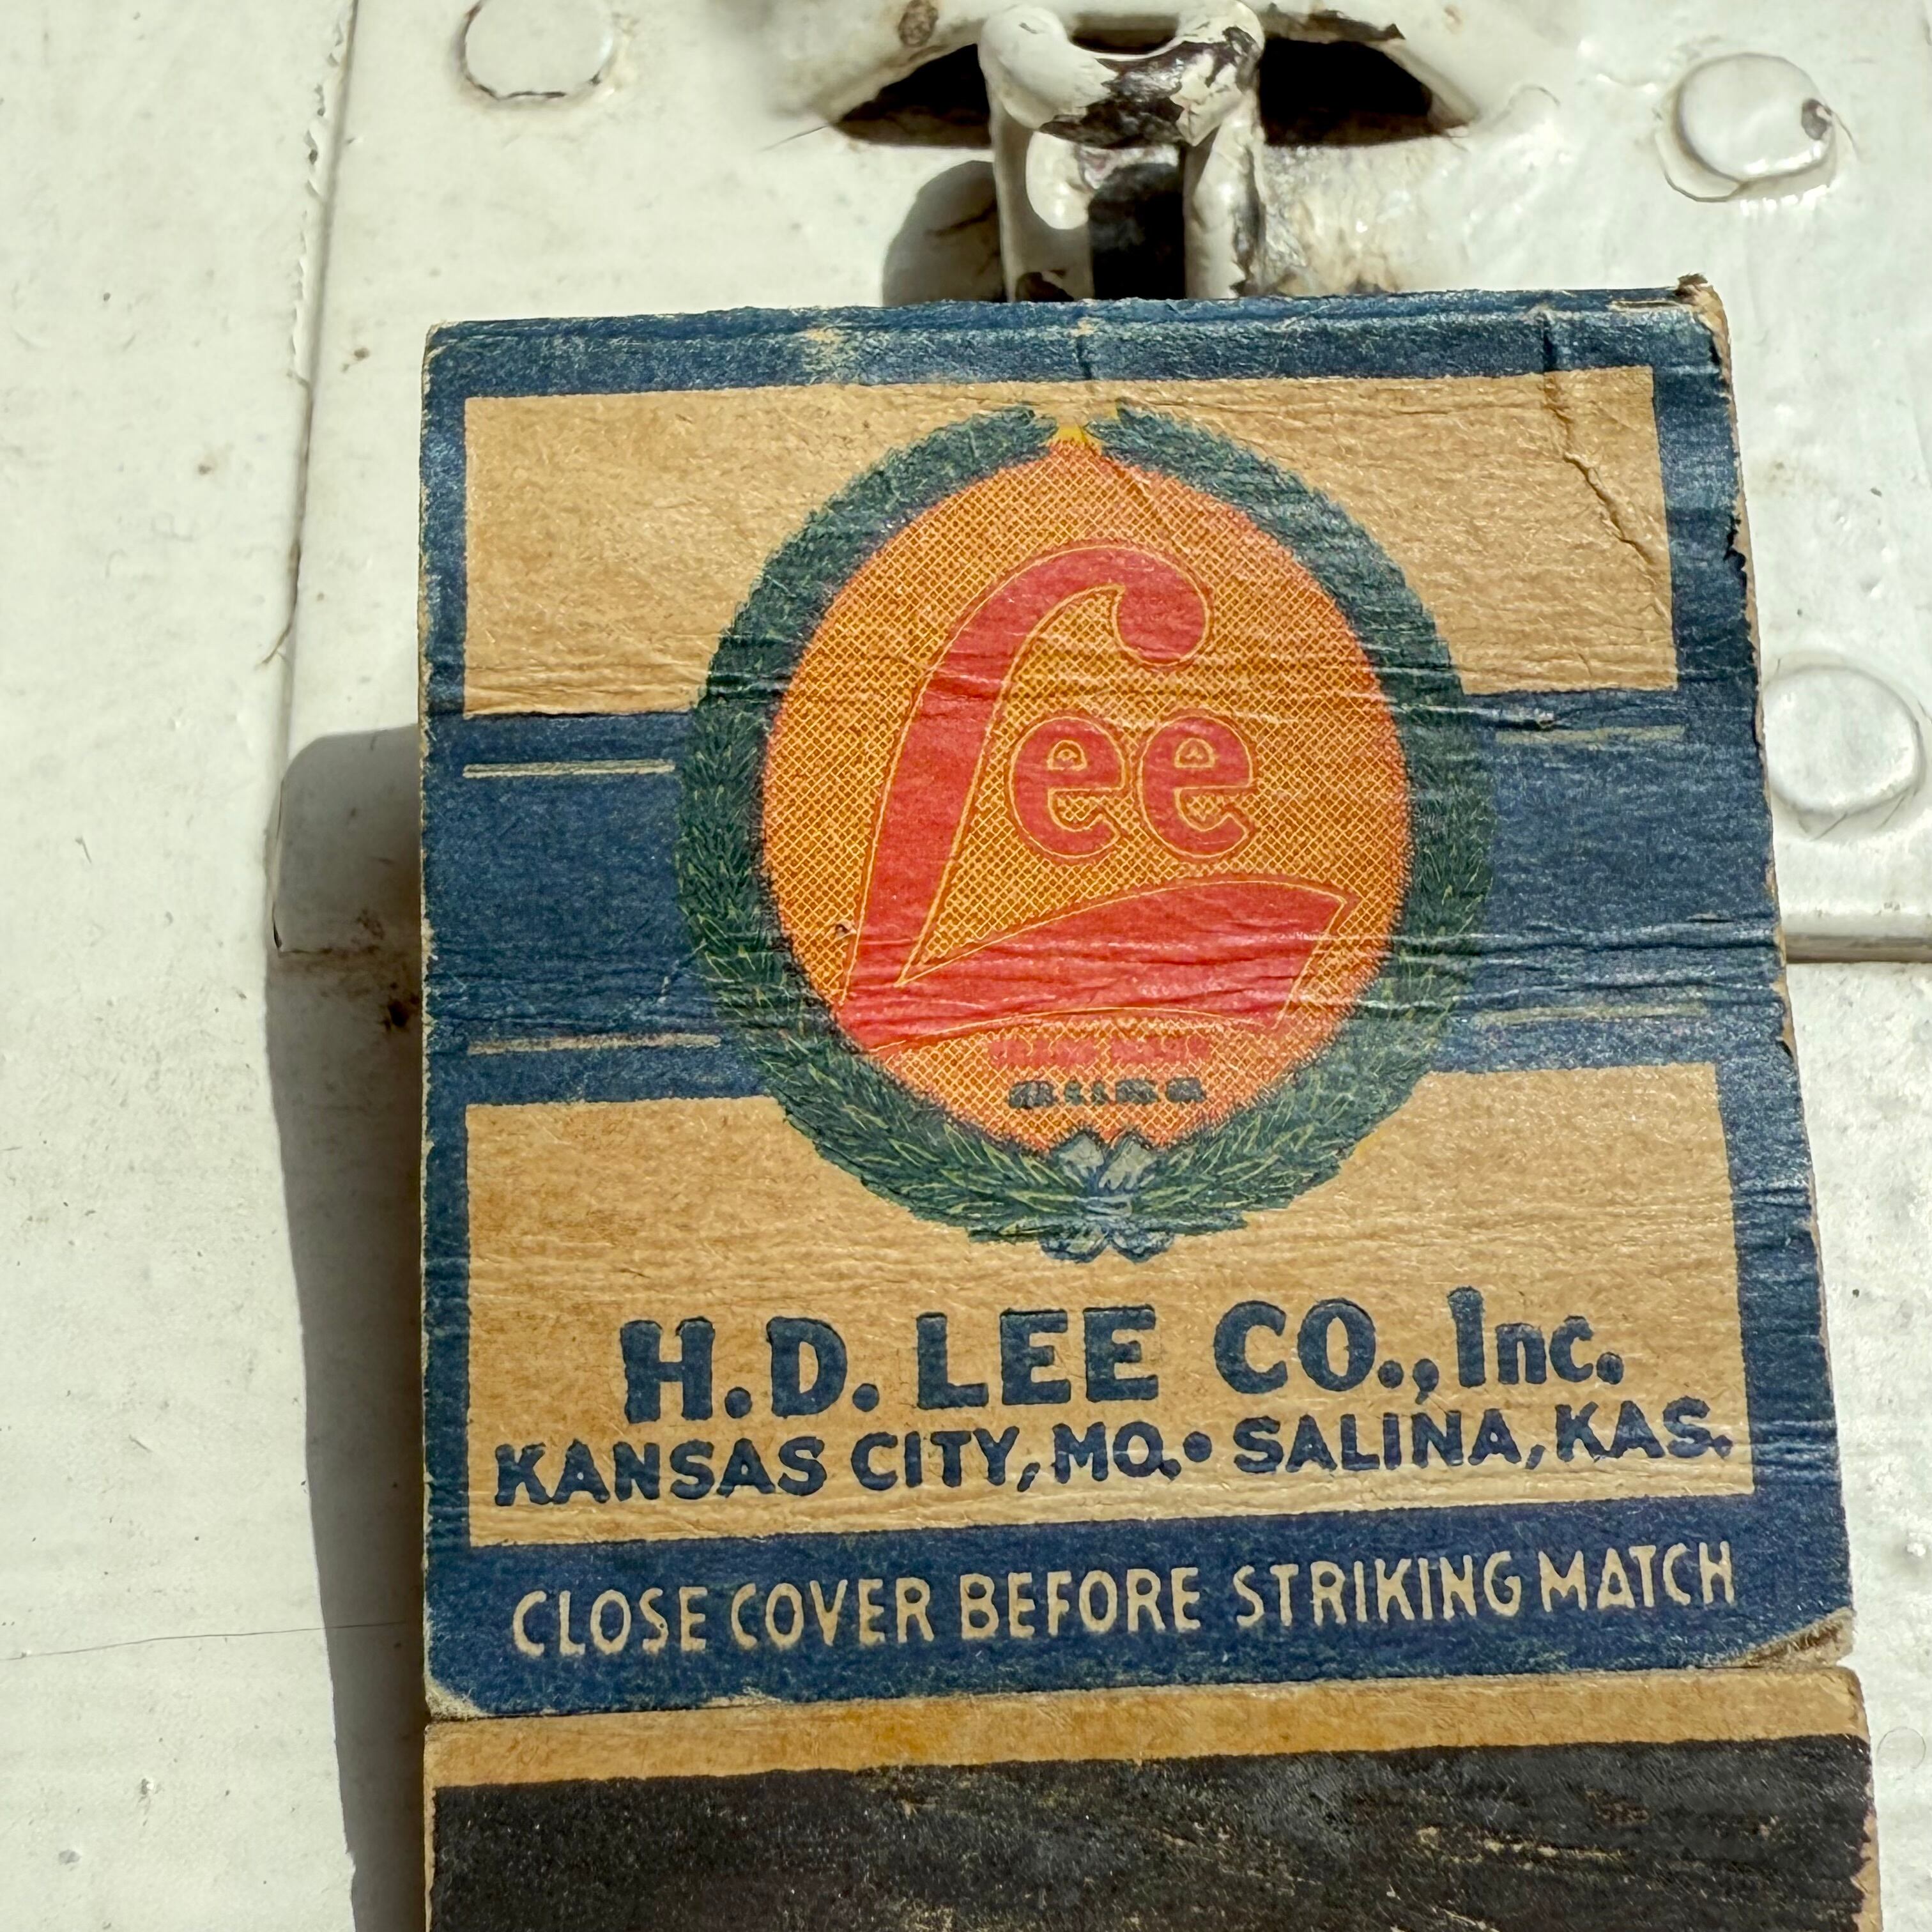 Lee
H.D. LEE CO., Inc.
KANSAS CITY, MO. • SALINA, KAS.
CLOSE COVER BEFORE STRIKING MATCH